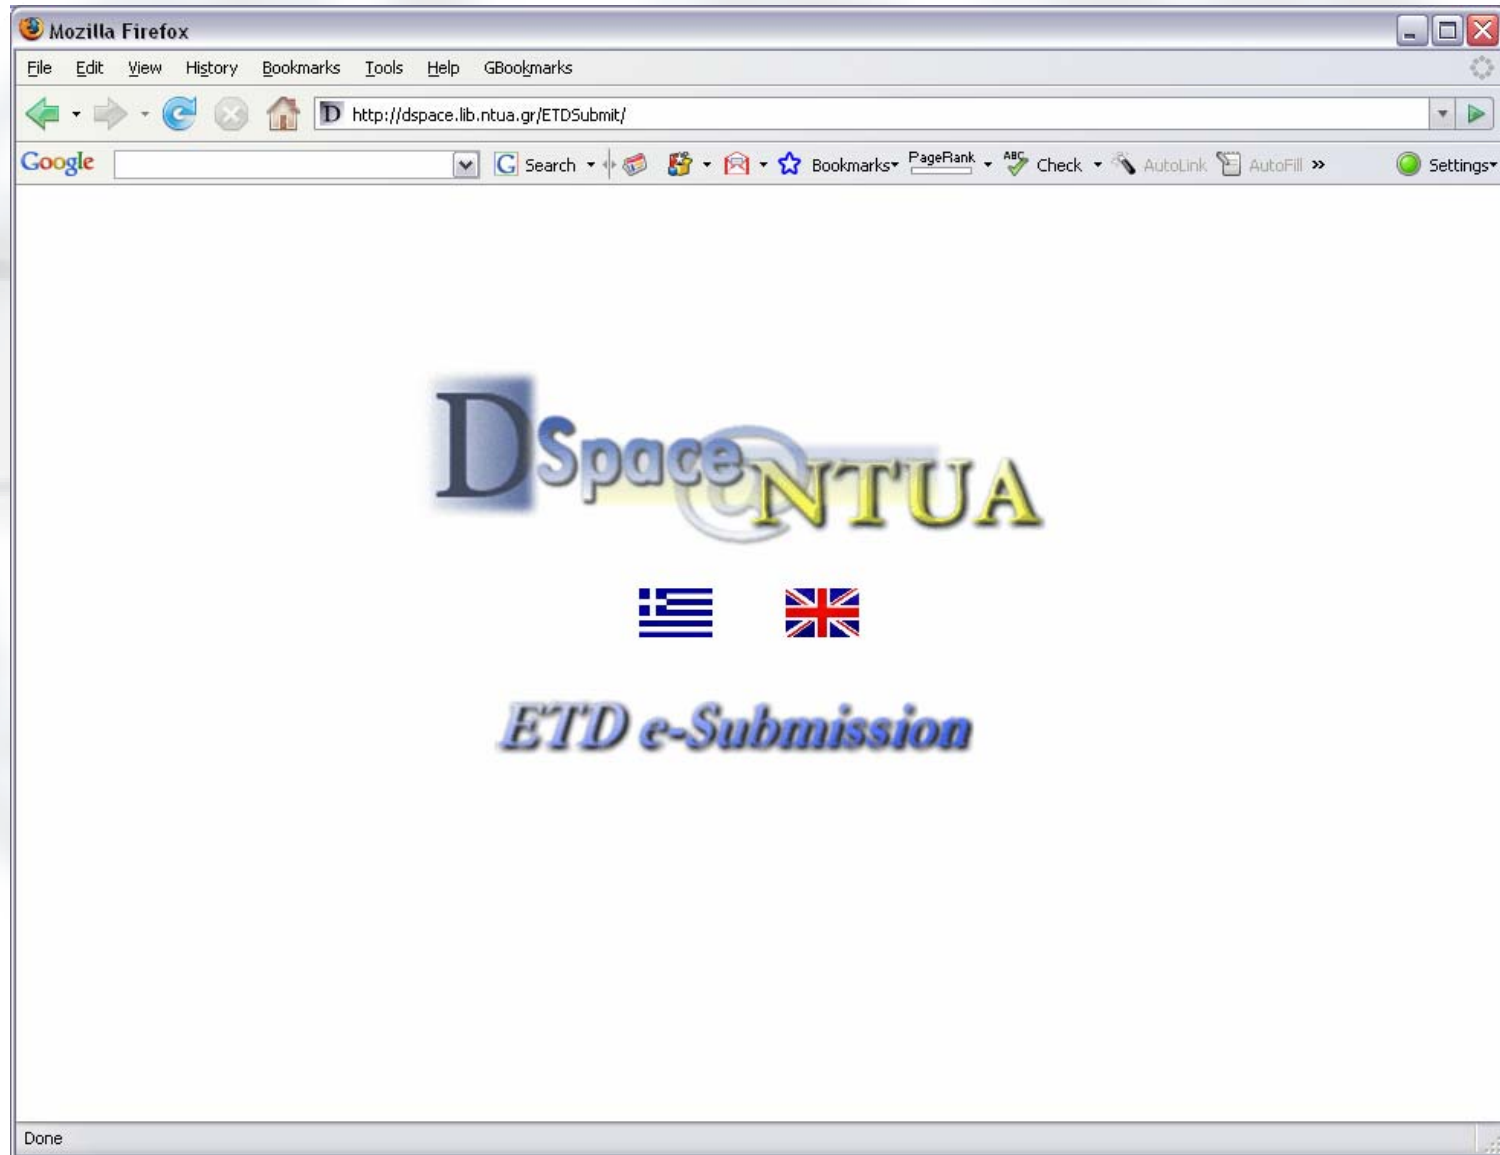 Mozilla Firefox
File Edit View History Bookmarks Tools Help GBookmarks
D http://dspace.lib.ntua.gr/ETDSubmit/
Google G Search Bookmarks PageRank ABC Check AutoLink AutoFill » Settings
DSpace@NTUA
ETD e-Submission
Done